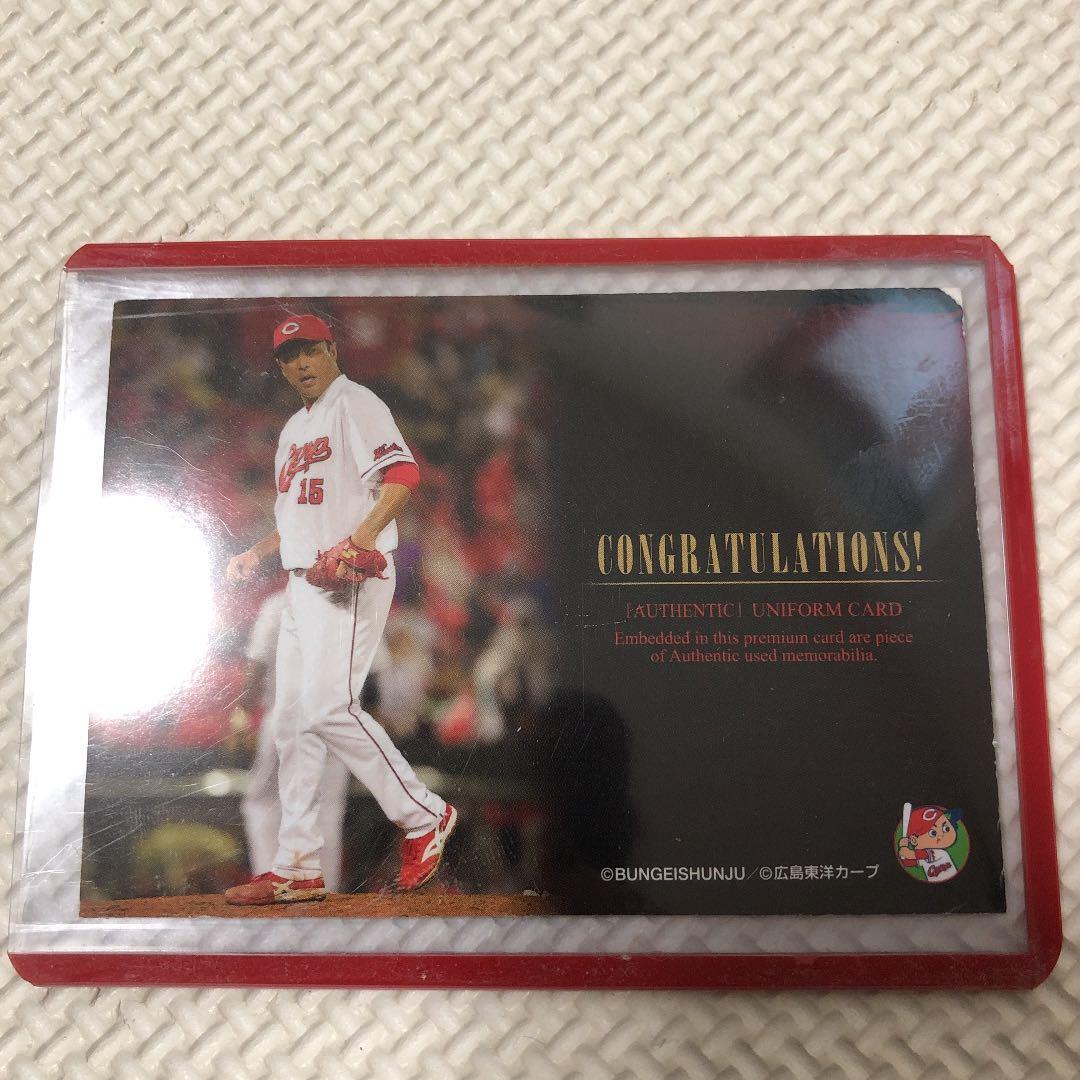 C
Carp
15
CONGRATULATIONS!
「AUTHENTIC」 UNIFORM CARD
Embedded in this premium card are piece
of Authentic used memorabilia.
©BUNGEISHUNJU／©広島東洋カープ
C
Carp